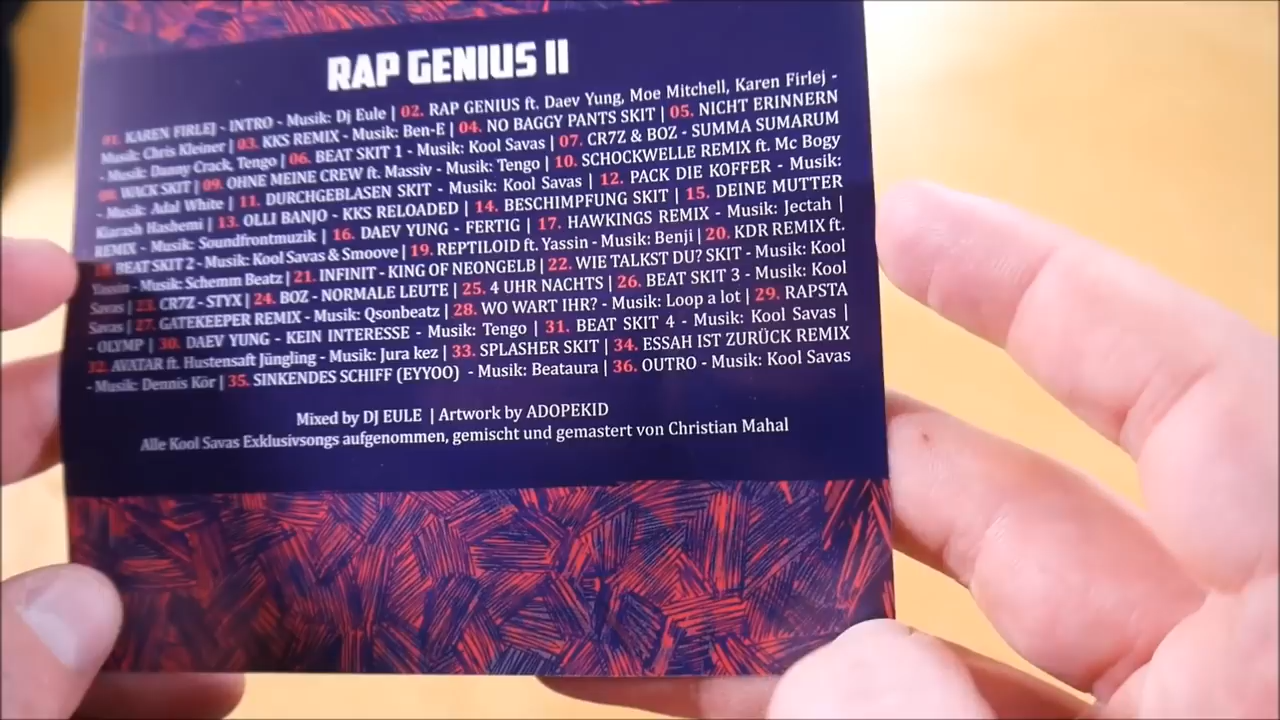 RAP GENIUS II
01. KAREN FIRLEJ - INTRO - Musik: Dj Eule | 02. RAP GENIUS ft. Daev Yung, Moe Mitchell, Karen Firlej -
Musik: Chris Kleiner | 03. KKS REMIX - Musik: Ben-E | 04. NO BAGGY PANTS SKIT | 05. NICHT ERINNERN
- Musik: Danny Crack, Tengo | 06. BEAT SKIT 1 - Musik: Kool Savas | 07. CR7Z & BOZ - SUMMA SUMARUM
08. WACK SKIT | 09. OHNE MEINE CREW ft. Massiv - Musik: Tengo | 10. SCHOCKWELLE REMIX ft. Mc Bogy
- Musik: Adal White | 11. DURCHGEBLASEN SKIT - Musik: Kool Savas | 12. PACK DIE KOFFER - Musik:
Kiarash Hashemi | 13. OLLI BANJO - KKS RELOADED | 14. BESCHIMPFUNG SKIT | 15. DEINE MUTTER
REMIX - Musik: Soundfrontmuzik | 16. DAEV YUNG - FERTIG | 17. HAWKINGS REMIX - Musik: Jectah |
18. BEAT SKIT 2 - Musik: Kool Savas & Smoove | 19. REPTILOID ft. Yassin - Musik: Benji | 20. KDR REMIX ft.
Yassin - Musik: Schemm Beatz | 21. INFINIT - KING OF NEONGELB | 22. WIE TALKST DU? SKIT - Musik: Kool
Savas | 23. CR7Z - STYX | 24. BOZ - NORMALE LEUTE | 25. 4 UHR NACHTS | 26. BEAT SKIT 3 - Musik: Kool
Savas | 27. GATEKEEPER REMIX - Musik: Qsonbeatz | 28. WO WART IHR? - Musik: Loop a lot | 29. RAPSTA
- OLYMP | 30. DAEV YUNG - KEIN INTERESSE - Musik: Tengo | 31. BEAT SKIT 4 - Musik: Kool Savas |
32. AVATAR ft. Hustensaft Jüngling - Musik: Jura kez | 33. SPLASHER SKIT | 34. ESSAH IST ZURÜCK REMIX
- Musik: Dennis Kör | 35. SINKENDES SCHIFF (EYYOO) - Musik: Beataura | 36. OUTRO - Musik: Kool Savas
Mixed by DJ EULE | Artwork by ADOPEKID
Alle Kool Savas Exklusivsongs aufgenommen, gemischt und gemastert von Christian Mahal